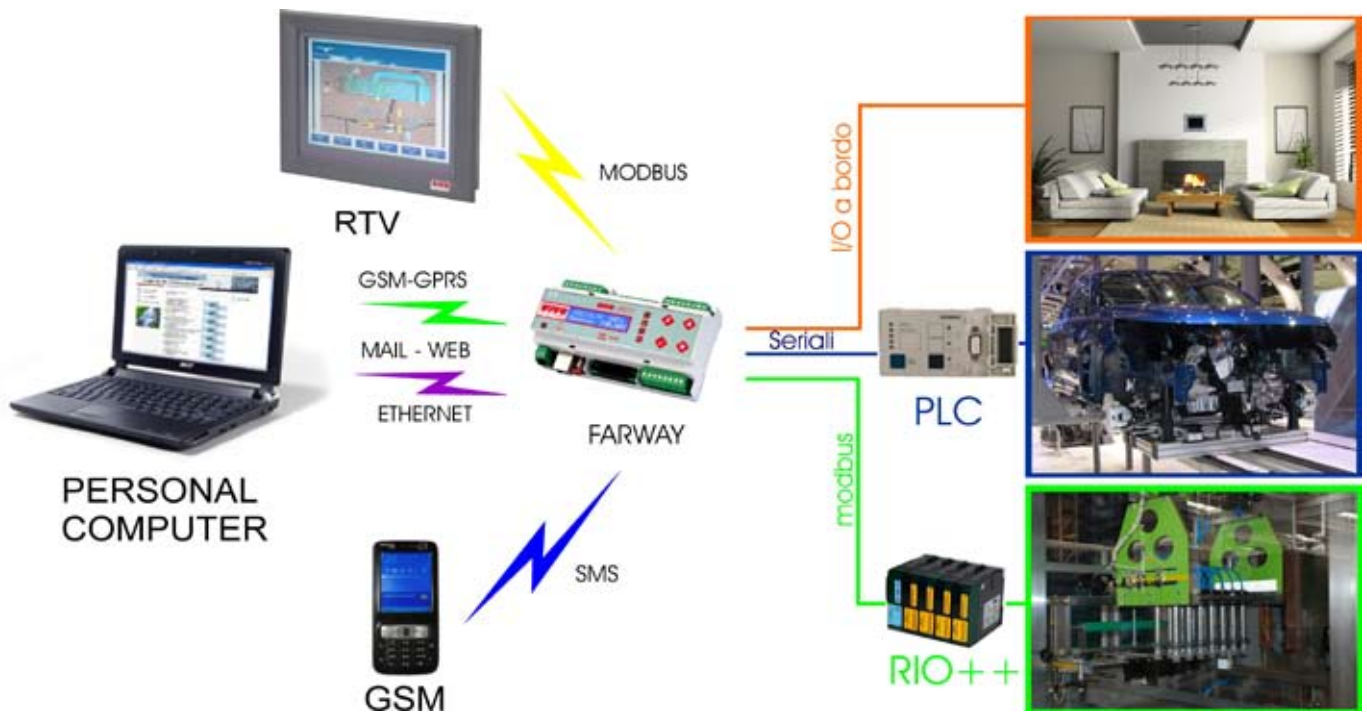 MODBUS
RTV
GSM-GPRS
MAIL - WEB
ETHERNET
FARWAY
PERSONAL
COMPUTER
SMS
GSM
I/O a bordo
Seriali
PLC
modbus
RIO++